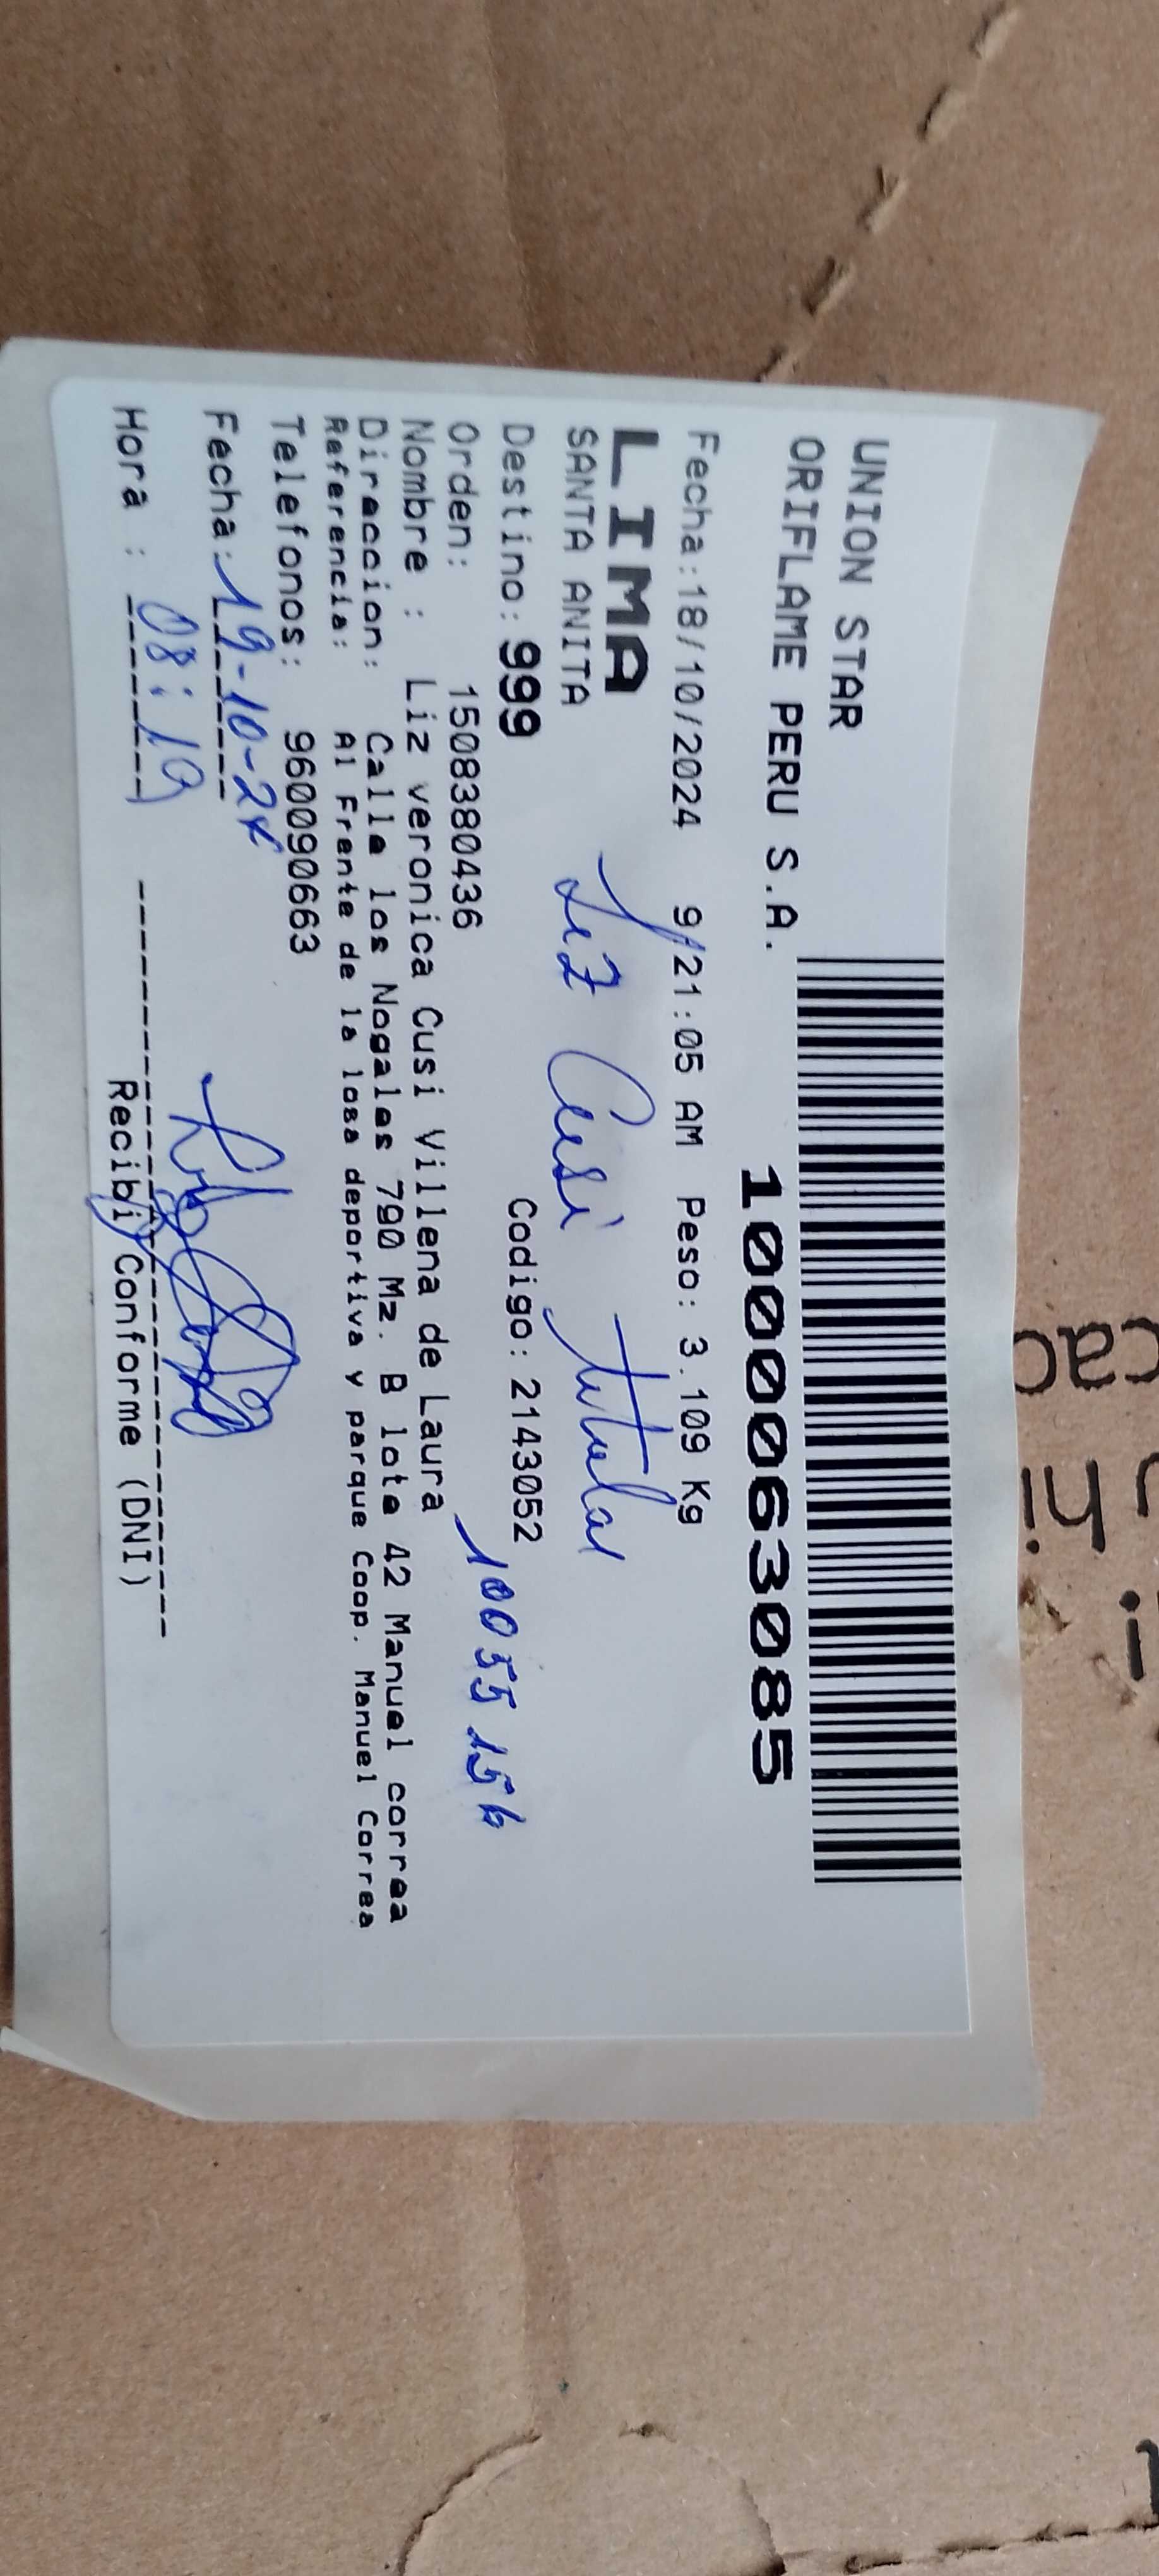 UNION STAR
ORIFLAME PERU S.A.
1000063085
Fecha:18/10/2024 9/21:05 AM Peso: 3.109 Kg
LIMA
SANTA ANITA
Liz Cusi titular
Destino: 999 Codigo: 2143052
Orden: 1508380436
Nombre : Liz veronica Cusi Villena de Laura
Direccion: Calle los Nogales 790 Mz. B lote 42 Manuel correa
Referencia: Al Frente de la losa deportiva y parque Coop. Manuel Correa
Telefonos: 960090663
Fecha: 19-10-24
Hora : 08:10
Recibi Conforme (DNI)